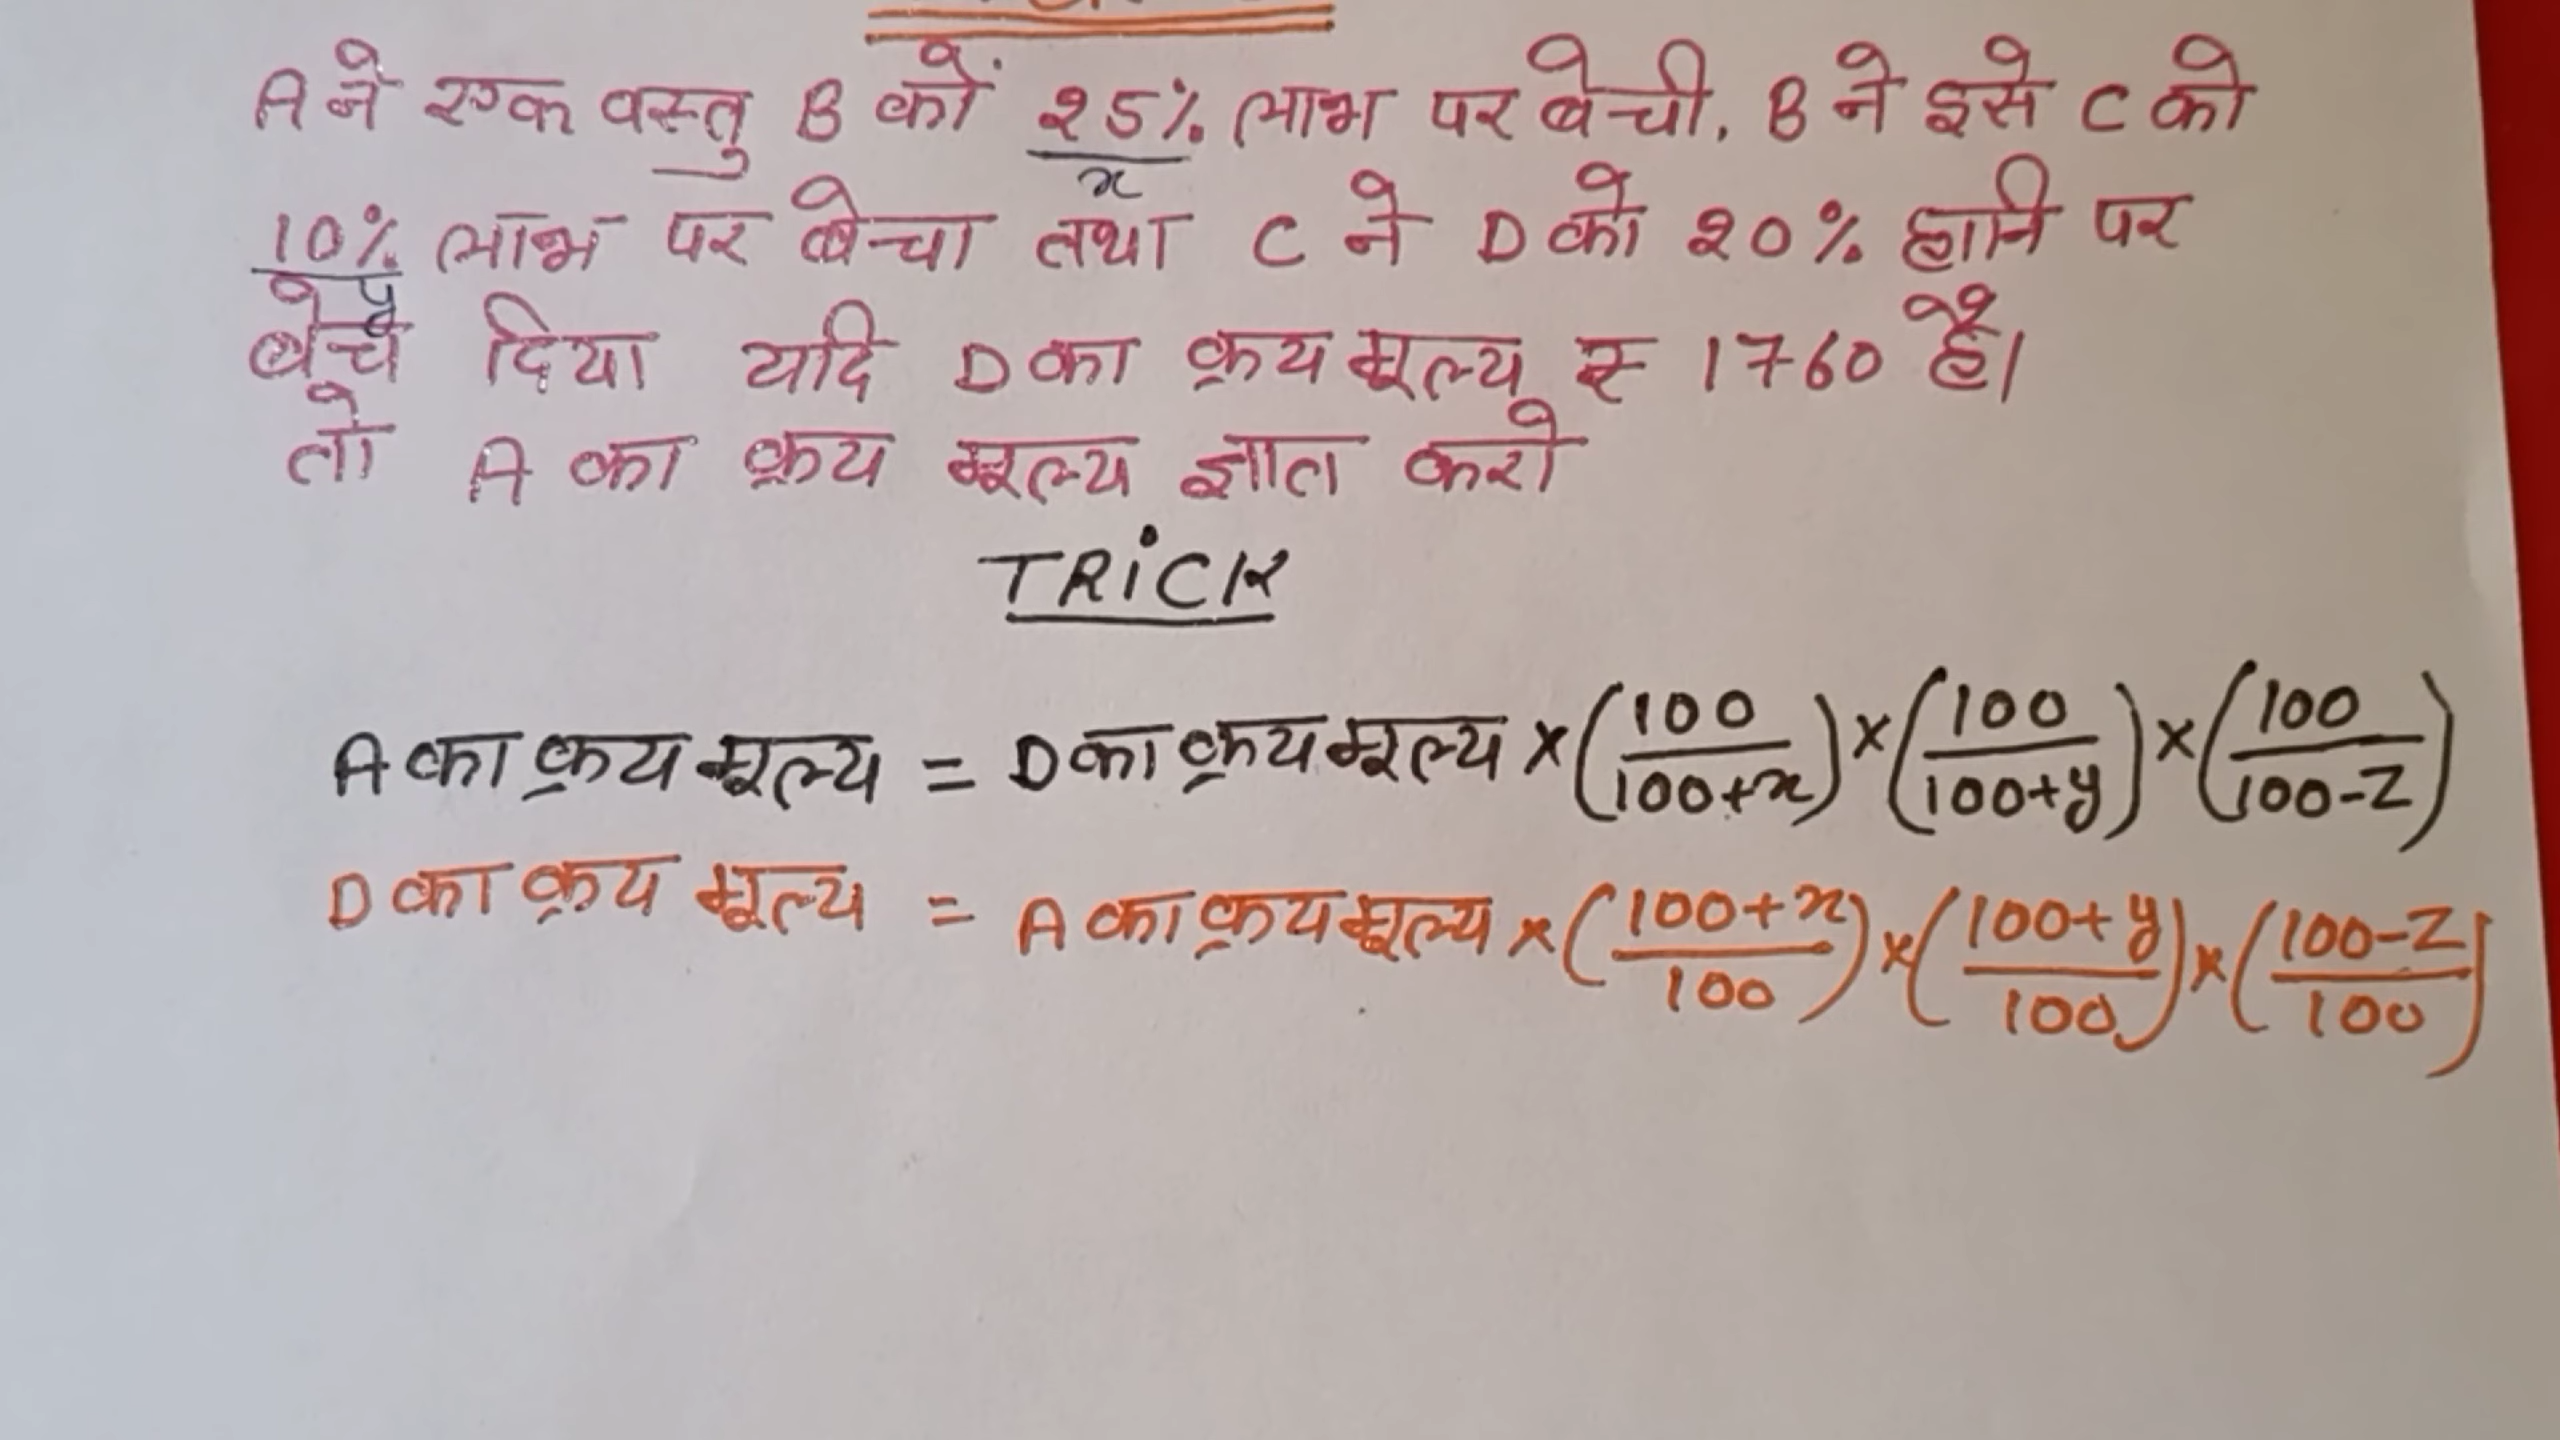 A ने एक वस्तु B को 25% लाभ पर बेची, B ने इसे C को
x
10% लाभ पर बेचा तथा C ने D को 20% हानि पर
y
बेच दिया यदि D का क्रय मूल्य रु 1760 है।
तो A का क्रय मूल्य ज्ञात करो
TRiCK
A का क्रय मूल्य = D का क्रय मूल्य × (100/100+x) × (100/100+y) × (100/100-Z)
D का क्रय मूल्य = A का क्रय मूल्य × (100+x/100) × (100+y/100) × (100-Z/100)